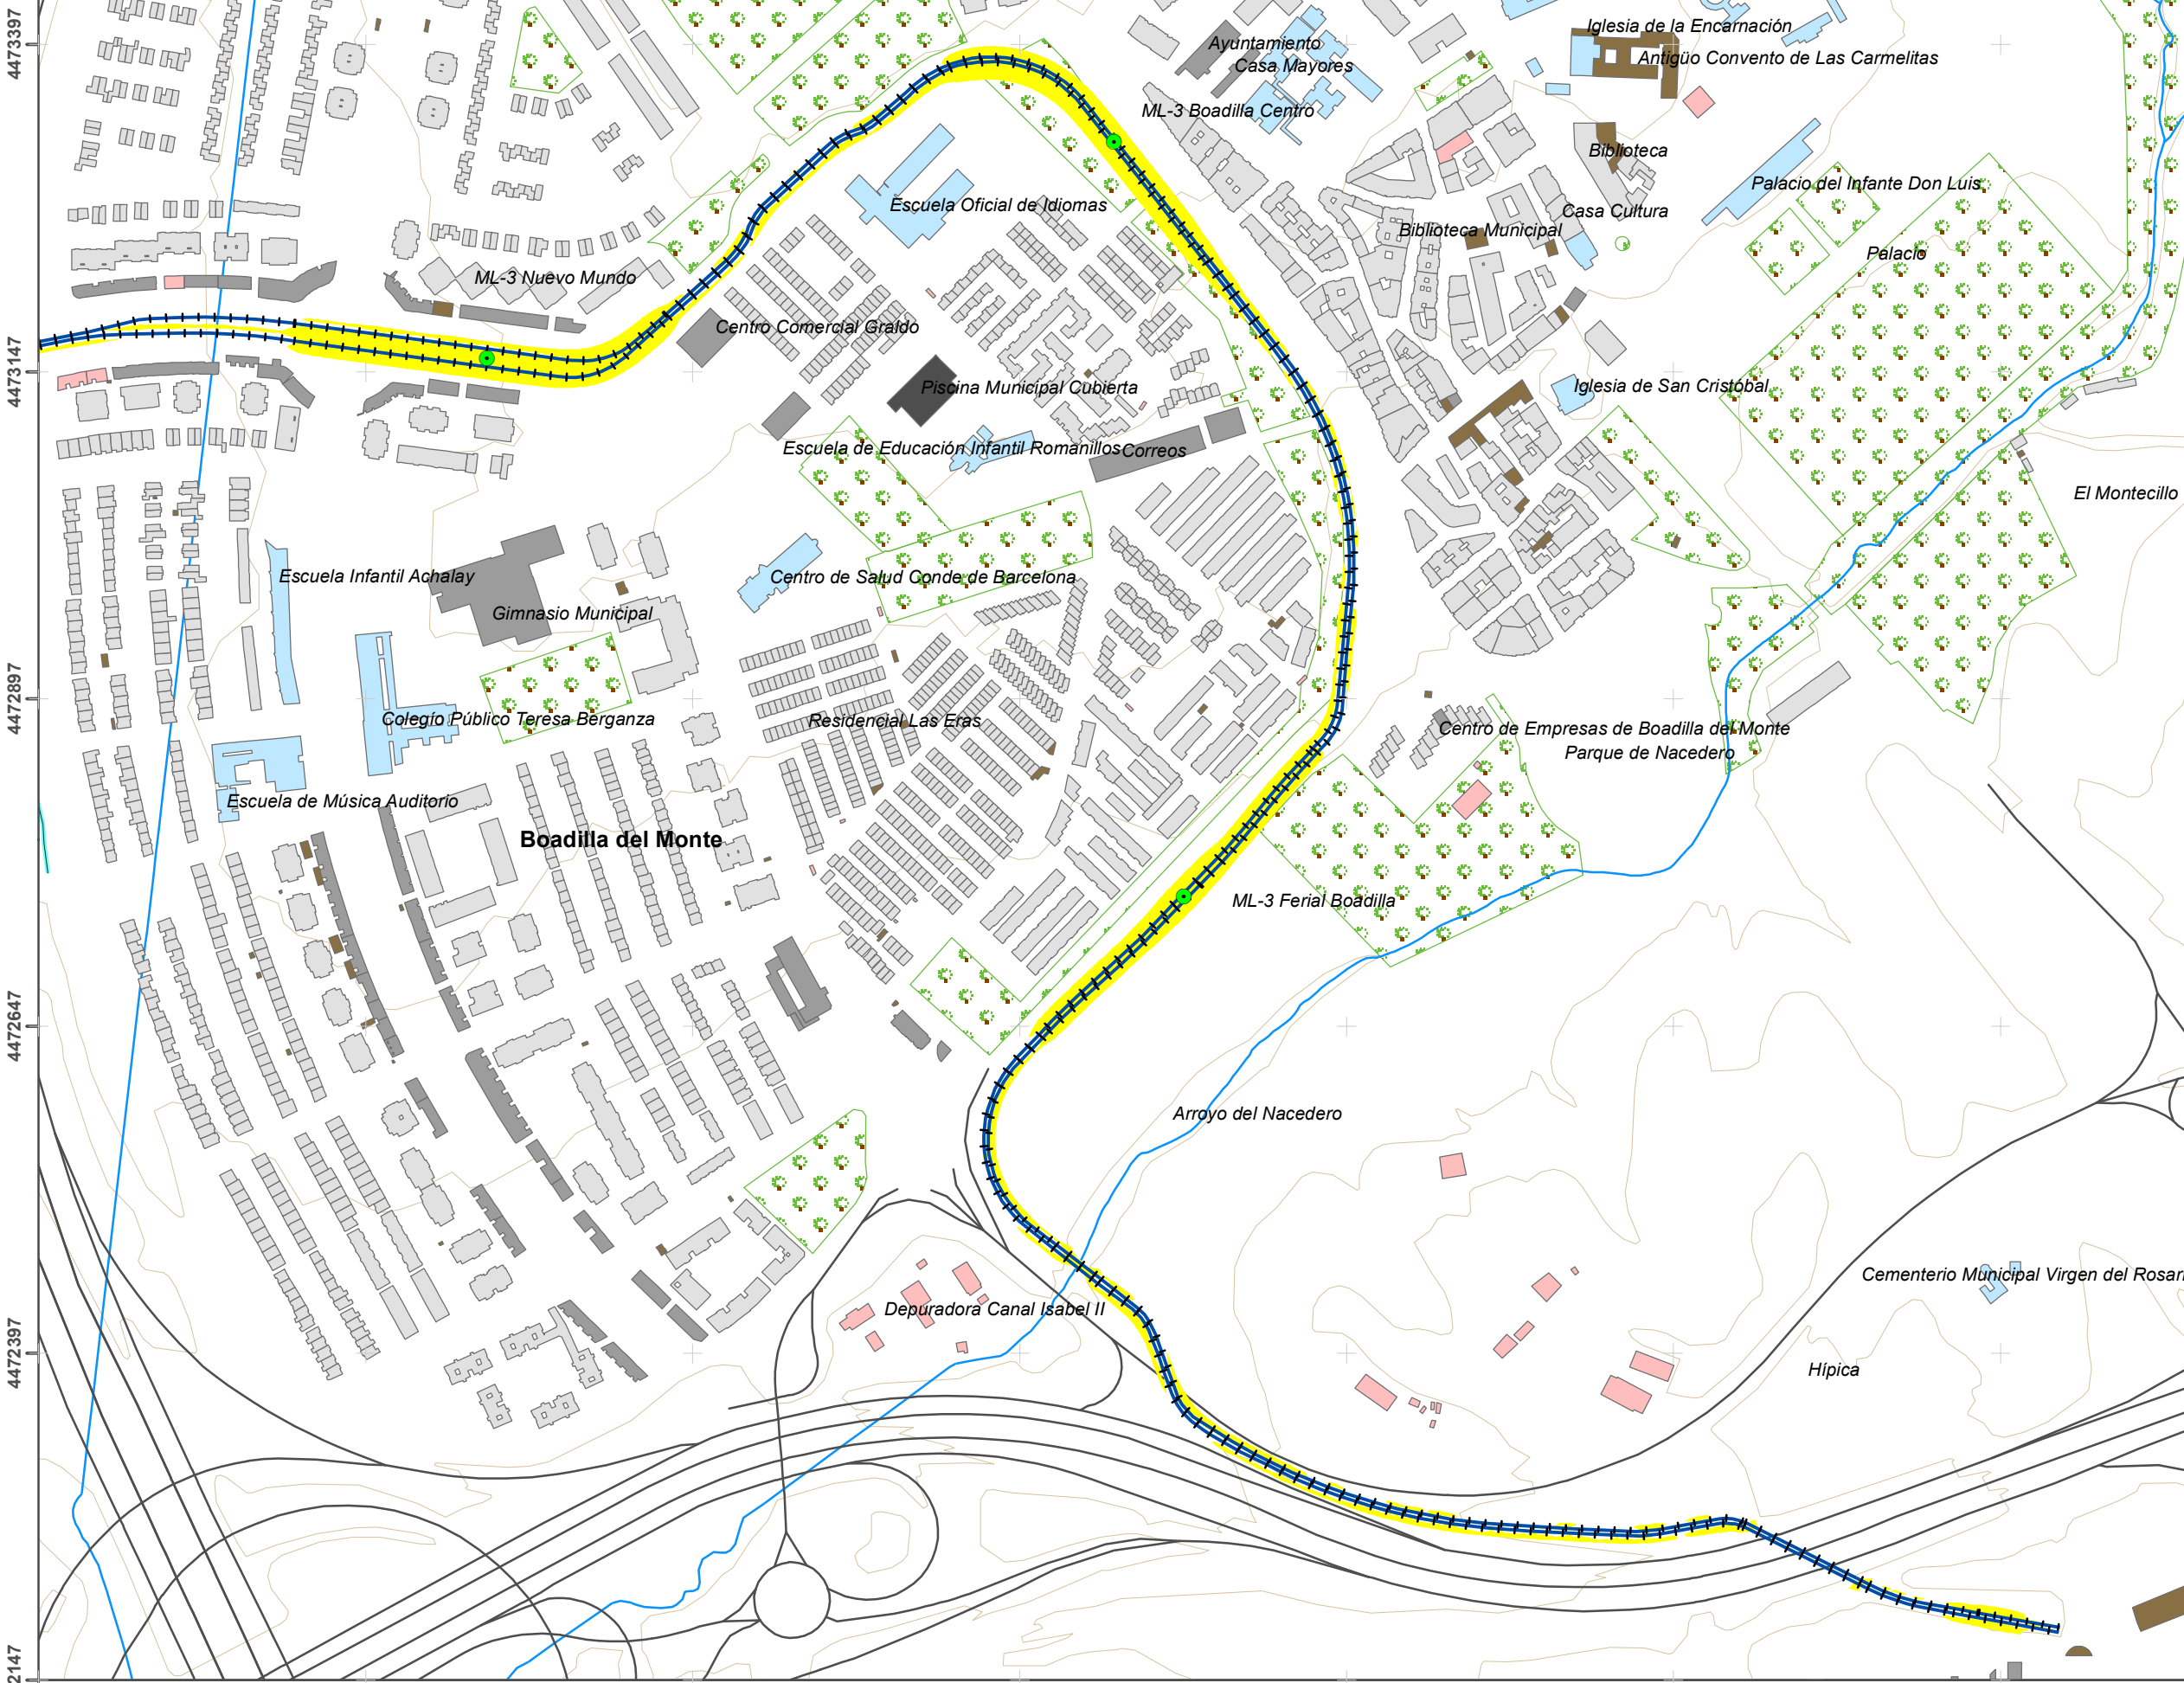 4473397
Iglesia de la Encarnación
Ayuntamiento
Antigüo Convento de Las Carmelitas
Casa Mayores
ML-3 Boadilla Centro
Biblioteca
Palacio del Infante Don Luis
Escuela Oficial de Idiomas
Casa Cultura
Biblioteca Municipal
Palacio
ML-3 Nuevo Mundo
Centro Comercial Graldo
4473147
Piscina Municipal Cubierta
Iglesia de San Cristóbal
Escuela de Educación Infantil Romanillos
Correos
El Montecillo
Escuela Infantil Achalay
Centro de Salud Conde de Barcelona
Gimnasio Municipal
4472897
Colegio Público Teresa Berganza
Residencial Las Eras
Centro de Empresas de Boadilla del Monte
Parque de Nacedero
Escuela de Música Auditorio
Boadilla del Monte
ML-3 Ferial Boadilla
4472647
Arroyo del Nacedero
Cementerio Municipal Virgen del Rosari
Depuradora Canal Isabel II
4472397
Hípica
2147